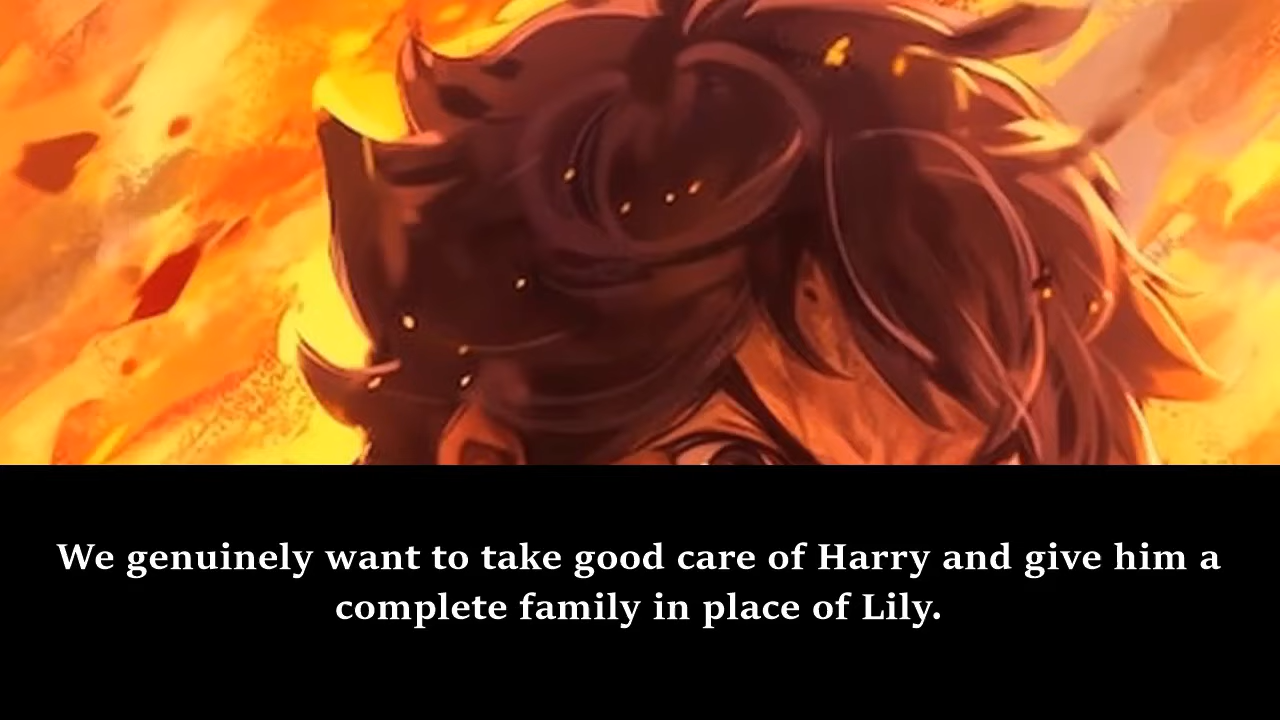 We genuinely want to take good care of Harry and give him a
complete family in place of Lily.